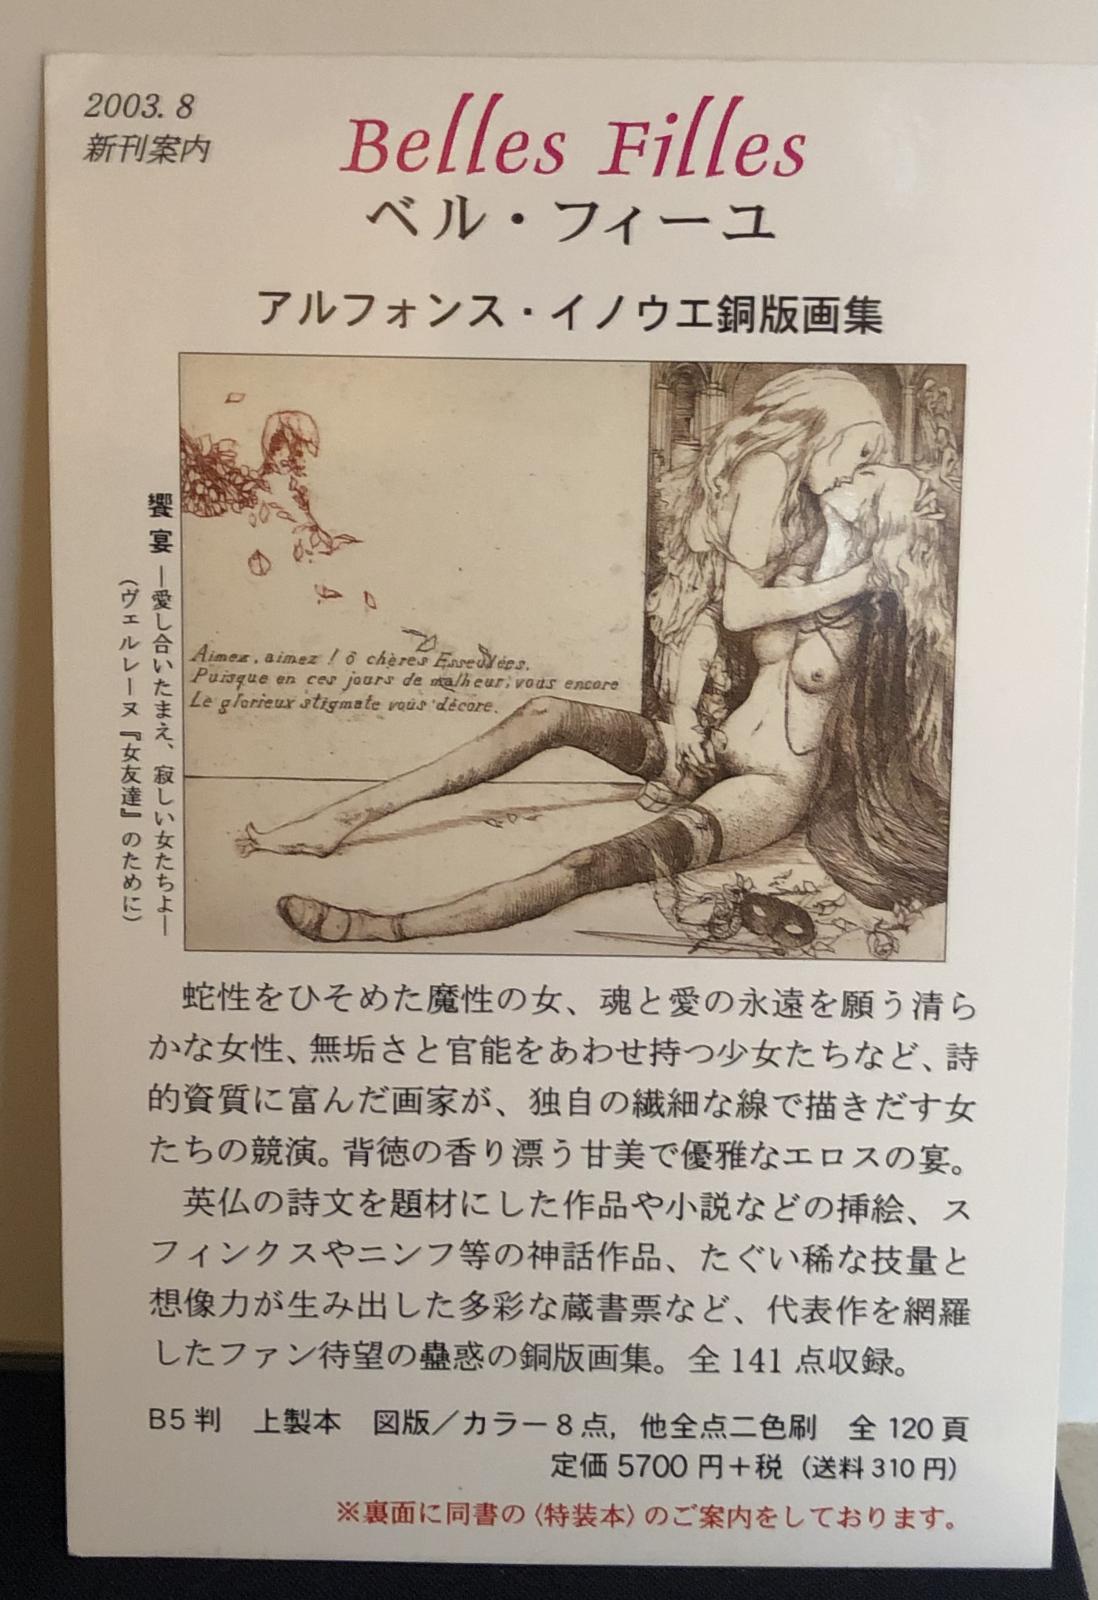 2003. 8
新刊案内
Belles Filles
ベル・フィーユ
アルフォンス・イノウエ銅版画集
饗宴 ―愛し合いたまえ、寂しい女たちよ―
（ヴェルレーヌ『女友達』のために）
Aimez, aimez ! ô chères Esseulées.
Puisque en ces jours de malheur, vous encore
Le glorieux stigmate vous décore.
蛇性をひそめた魔性の女、魂と愛の永遠を願う清ら
かな女性、無垢さと官能をあわせ持つ少女たちなど、詩
的資質に富んだ画家が、独自の繊細な線で描きだす女
たちの競演。背徳の香り漂う甘美で優雅なエロスの宴。
英仏の詩文を題材にした作品や小説などの挿絵、ス
フィンクスやニンフ等の神話作品、たぐい稀な技量と
想像力が生み出した多彩な蔵書票など、代表作を網羅
したファン待望の蠱惑の銅版画集。全 141 点収録。
B5 判　上製本　図版／カラー 8 点, 他全点二色刷　全 120 頁
定価 5700 円＋税（送料 310 円）
※裏面に同書の〈特装本〉のご案内をしております。